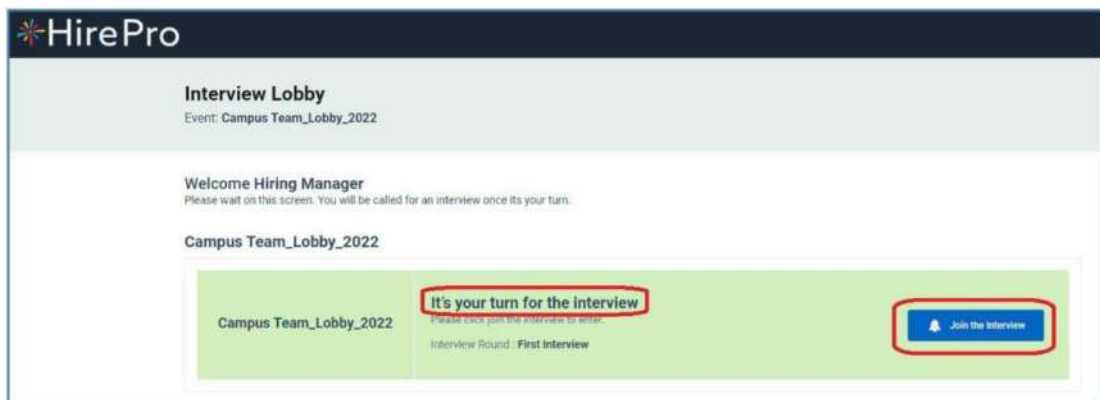 HirePro
Interview Lobby
Event: Campus Team_Lobby_2022
Welcome Hiring Manager
Please wait on this screen. You will be called for an interview once its your turn.
Campus Team_Lobby_2022
Campus Team_Lobby_2022
It's your turn for the interview
Please click join the interview to enter.
Interview Round : First Interview
Join the Interview